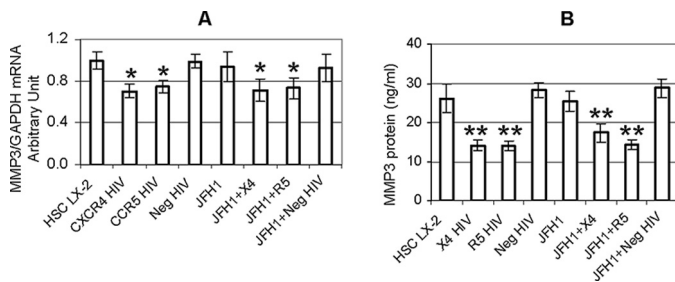 A
MMP3/GAPDH mRNA
Arbitrary Unit
1.2
0.8
0.4
0.0
* * * *
HSC LX-2
CXCR4 HIV
CCR5 HIV
Neg HIV
JFH1
JFH1+X4
JFH1+R5
JFH1+Neg HIV
B
MMP3 protein (ng/ml)
40
30
20
10
0
** ** ** **
HSC LX-2
X4 HIV
R5 HIV
Neg HIV
JFH1
JFH1+X4
JFH1+R5
JFH1+Neg HIV